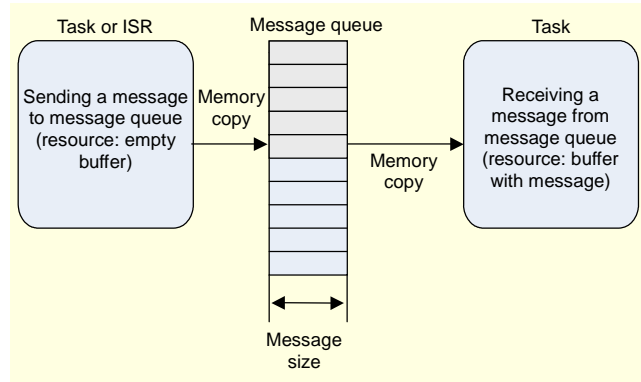 Task or ISR
Message queue
Task
Sending a message
to message queue
(resource: empty
buffer)
Memory
copy
Memory
copy
Receiving a
message from
message queue
(resource: buffer
with message)
Message
size